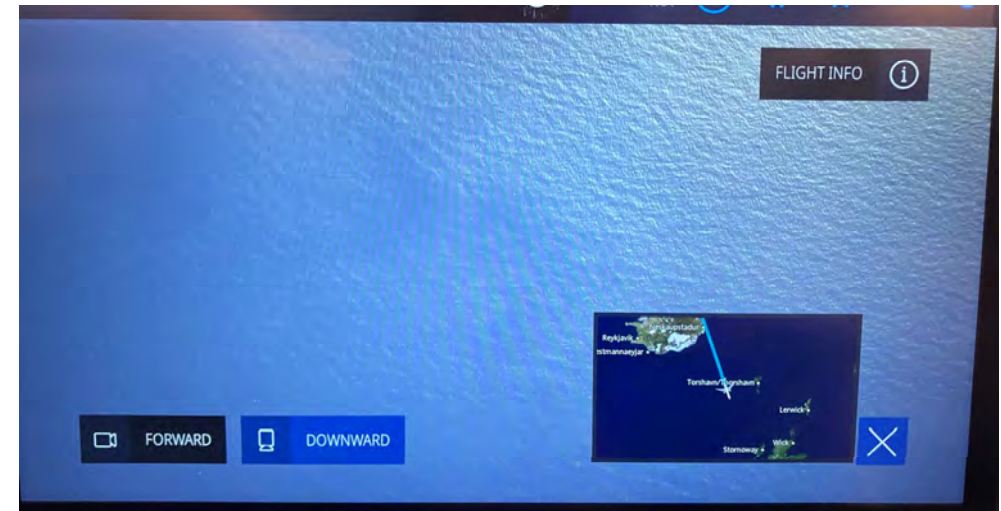 FLIGHT INFO
Reykjavik
Torshavn/Torshavn
Lerwick
Wick
Stornoway
FORWARD
DOWNWARD